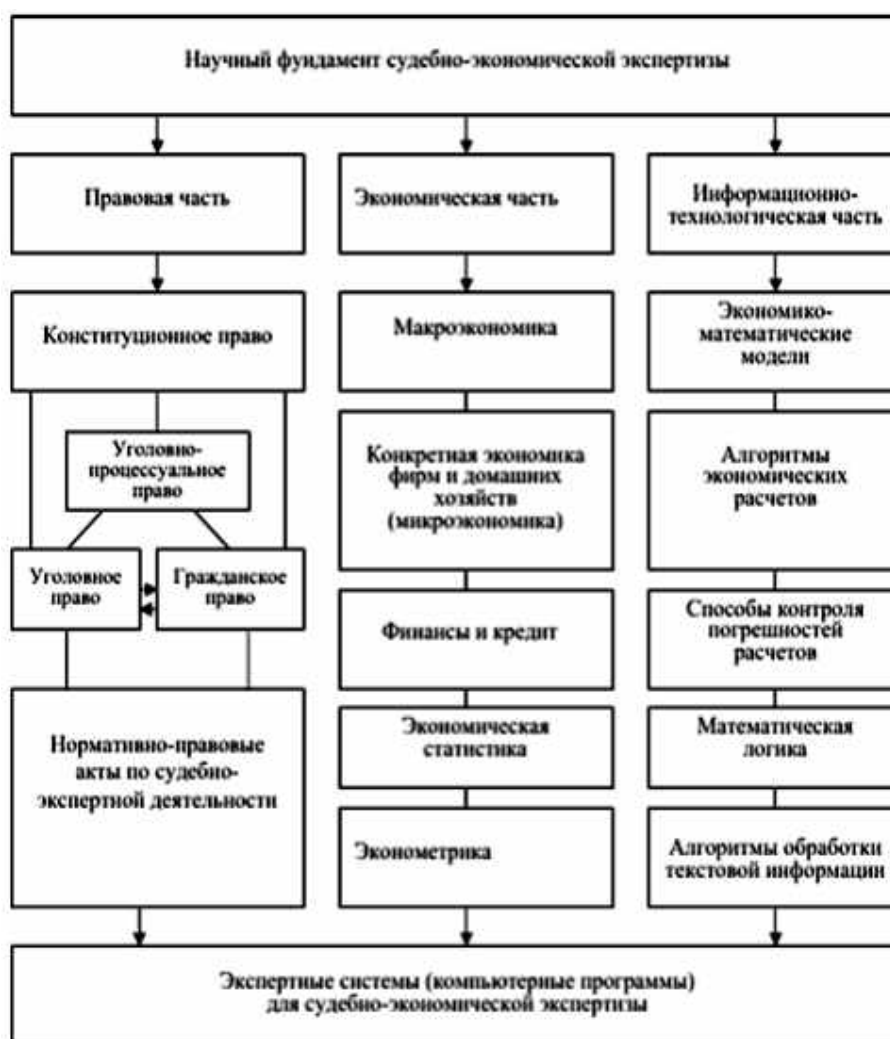 Научный фундамент судебно-экономической экспертизы
Правовая часть
Экономическая часть
Информационно-
технологическая часть
Конституционное право
Макроэкономика
Экономико-
математические
модели
Уголовно-
процессуальное
право
Конкретная экономика
фирм и домашних
хозяйств
(микроэкономика)
Алгоритмы
экономических
расчетов
Уголовное
право
Гражданское
право
Финансы и кредит
Способы контроля
погрешностей
расчетов
Нормативно-правовые
акты по судебно-
экспертной деятельности
Экономическая
статистика
Математическая
логика
Эконометрика
Алгоритмы обработки
текстовой информации
Экспертные системы (компьютерные программы)
для судебно-экономической экспертизы